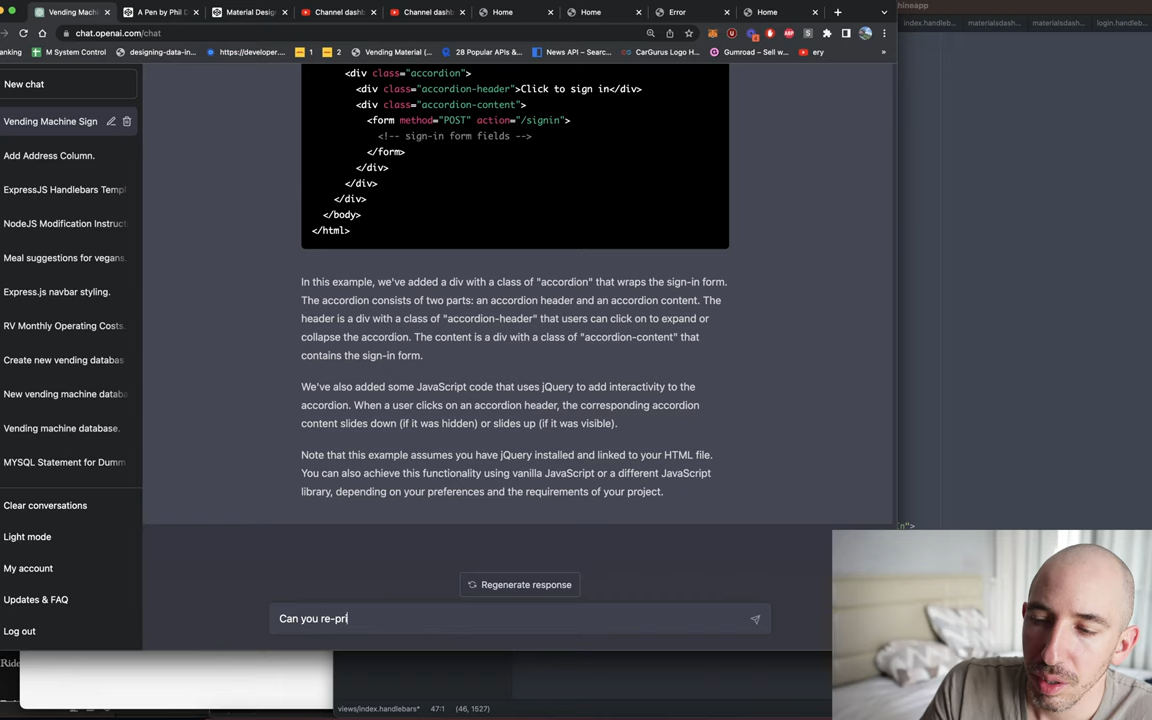 hineapp
Vending Machi
A Pen by Phil D
Material Desig
Channel dashb
Channel dashb
Home
Home
Error
Home
index.handleb...
materialsdash...
materialsdash...
login.handleb...
chat.openai.com/chat
anking
M System Control
designing-data-in...
https://developer....
1
2
Vending Material (...
28 Popular APIs &...
News API – Searc...
CarGurus Logo H...
Gumroad – Sell w...
ery
New chat
Vending Machine Sign
Add Address Column.
ExpressJS Handlebars Templ
NodeJS Modification Instruct
Meal suggestions for vegans.
Express.js navbar styling.
RV Monthly Operating Costs.
Create new vending databas
New vending machine databa
Vending machine database.
MYSQL Statement for Dumm
Clear conversations
Light mode
My account
Updates & FAQ
Log out
<div class="accordion">
<div class="accordion-header">Click to sign in</div>
<div class="accordion-content">
<form method="POST" action="/signin">
<!-- sign-in form fields -->
</form>
</div>
</div>
</div>
</body>
</html>
In this example, we've added a div with a class of "accordion" that wraps the sign-in form.
The accordion consists of two parts: an accordion header and an accordion content. The
header is a div with a class of "accordion-header" that users can click on to expand or
collapse the accordion. The content is a div with a class of "accordion-content" that
contains the sign-in form.
We've also added some JavaScript code that uses jQuery to add interactivity to the
accordion. When a user clicks on an accordion header, the corresponding accordion
content slides down (if it was hidden) or slides up (if it was visible).
Note that this example assumes you have jQuery installed and linked to your HTML file.
You can also achieve this functionality using vanilla JavaScript or a different JavaScript
library, depending on your preferences and the requirements of your project.
Regenerate response
Can you re-pri
n">
Ride
views/index.handlebars*
47:1
(46, 1527)